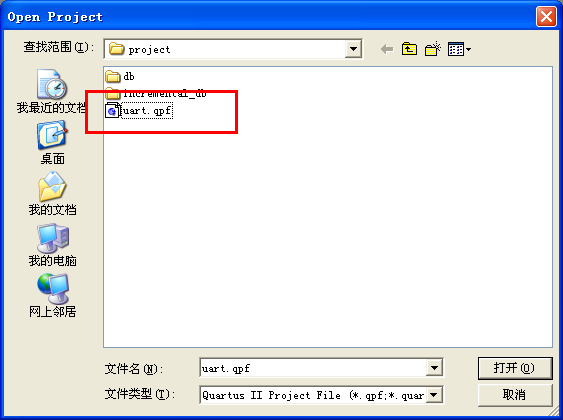 Open Project
查找范围(I):
project
db
incremental_db
uart.qpf
我最近的文档
桌面
我的文档
我的电脑
网上邻居
文件名(N):
uart.qpf
打开(O)
文件类型(T):
Quartus II Project File (*.qpf;*.quar
取消